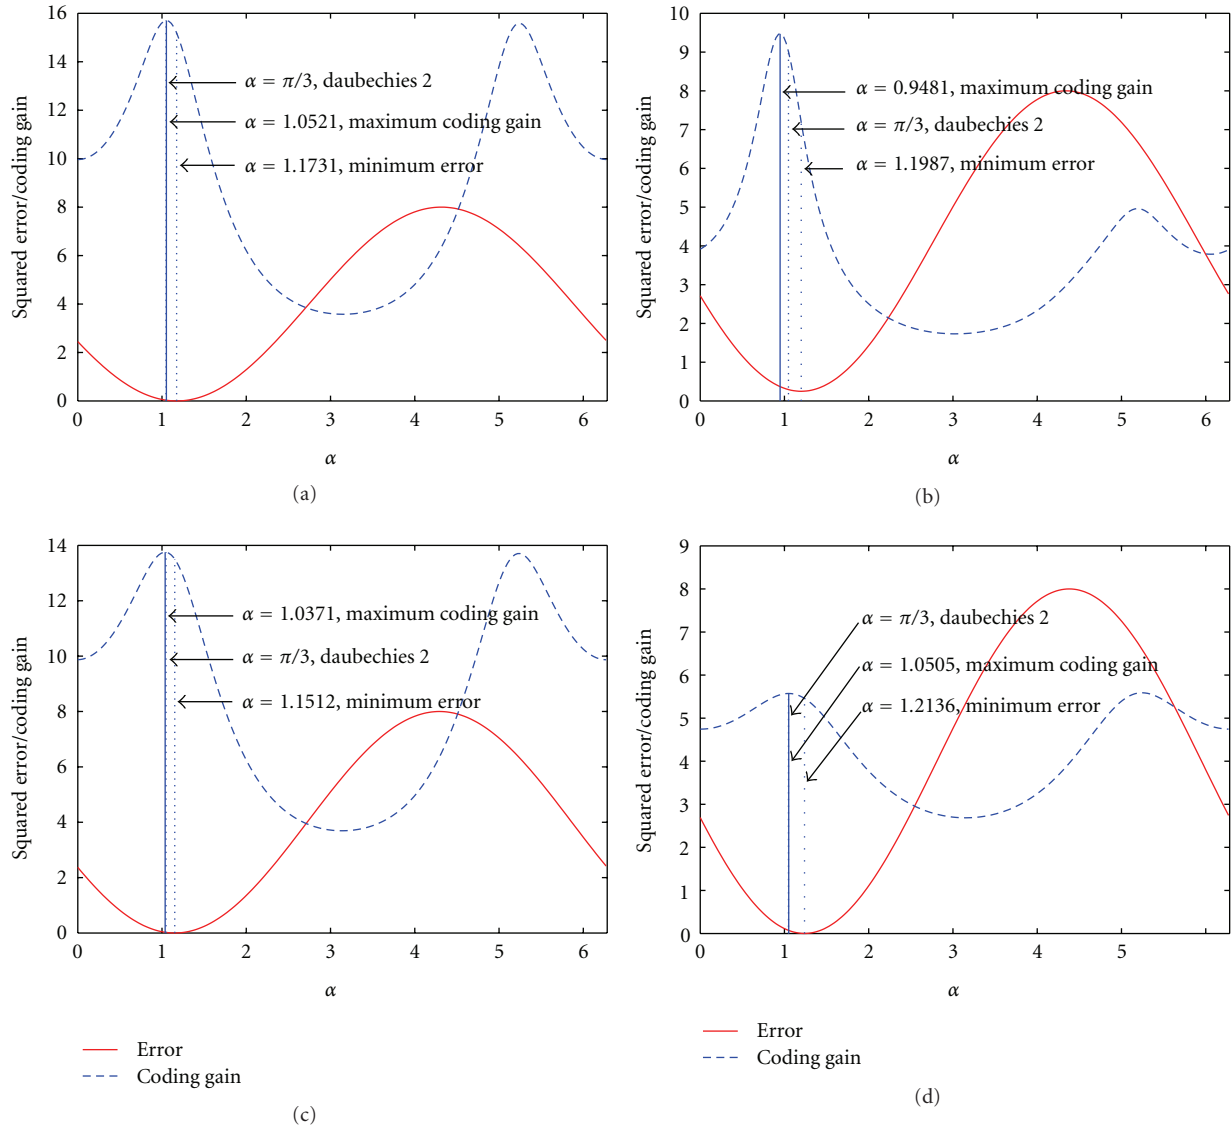 16
14
12
10
8
6
4
2
0
Squared error/coding gain
α = π/3, daubechies 2
α = 1.0521, maximum coding gain
α = 1.1731, minimum error
0 1 2 3 4 5 6
α
(a)
10
9
8
7
6
5
4
3
2
1
0
Squared error/coding gain
α = 0.9481, maximum coding gain
α = π/3, daubechies 2
α = 1.1987, minimum error
0 1 2 3 4 5 6
α
(b)
14
12
10
8
6
4
2
0
Squared error/coding gain
α = 1.0371, maximum coding gain
α = π/3, daubechies 2
α = 1.1512, minimum error
0 1 2 3 4 5 6
α
Error
Coding gain
(c)
9
8
7
6
5
4
3
2
1
0
Squared error/coding gain
α = π/3, daubechies 2
α = 1.0505, maximum coding gain
α = 1.2136, minimum error
0 1 2 3 4 5 6
α
Error
Coding gain
(d)